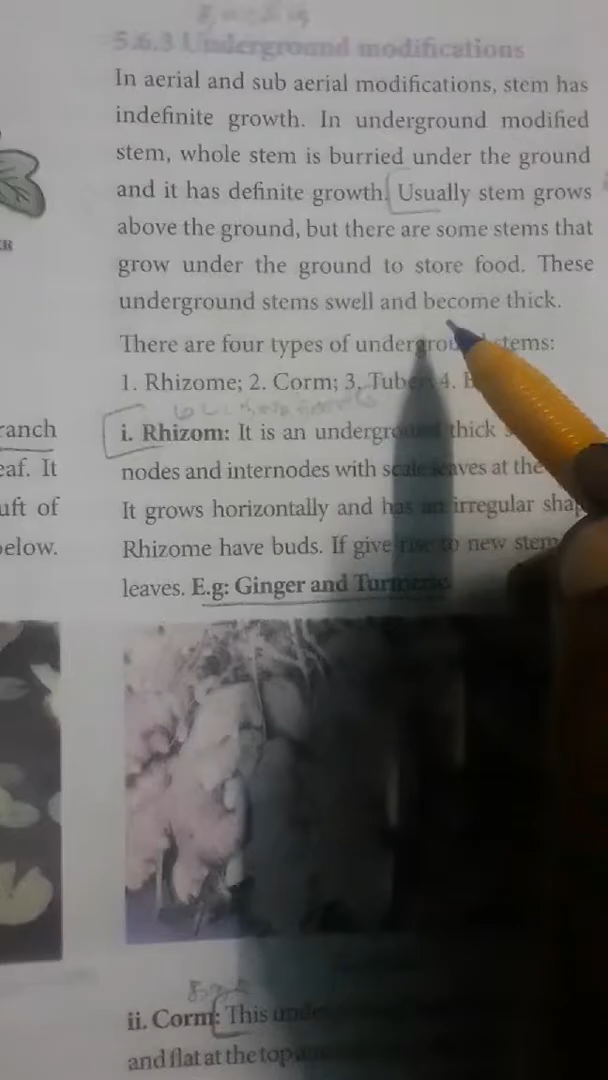 5.6.3 Underground modifications
In aerial and sub aerial modifications, stem has
indefinite growth. In underground modified
stem, whole stem is burried under the ground
and it has definite growth. Usually stem grows
above the ground, but there are some stems that
grow under the ground to store food. These
underground stems swell and become thick.
There are four types of underground stems:
1. Rhizome; 2. Corm; 3. Tuber 4.
i. Rhizom: It is an underground thick
nodes and internodes with scale leaves at the
It grows horizontally and has an irregular
Rhizome have buds. If give rise to new stem
leaves. E.g: Ginger and Turmeric
ii. Corm: This
and flat at the top
ranch
eaf. It
uft of
below.
ER